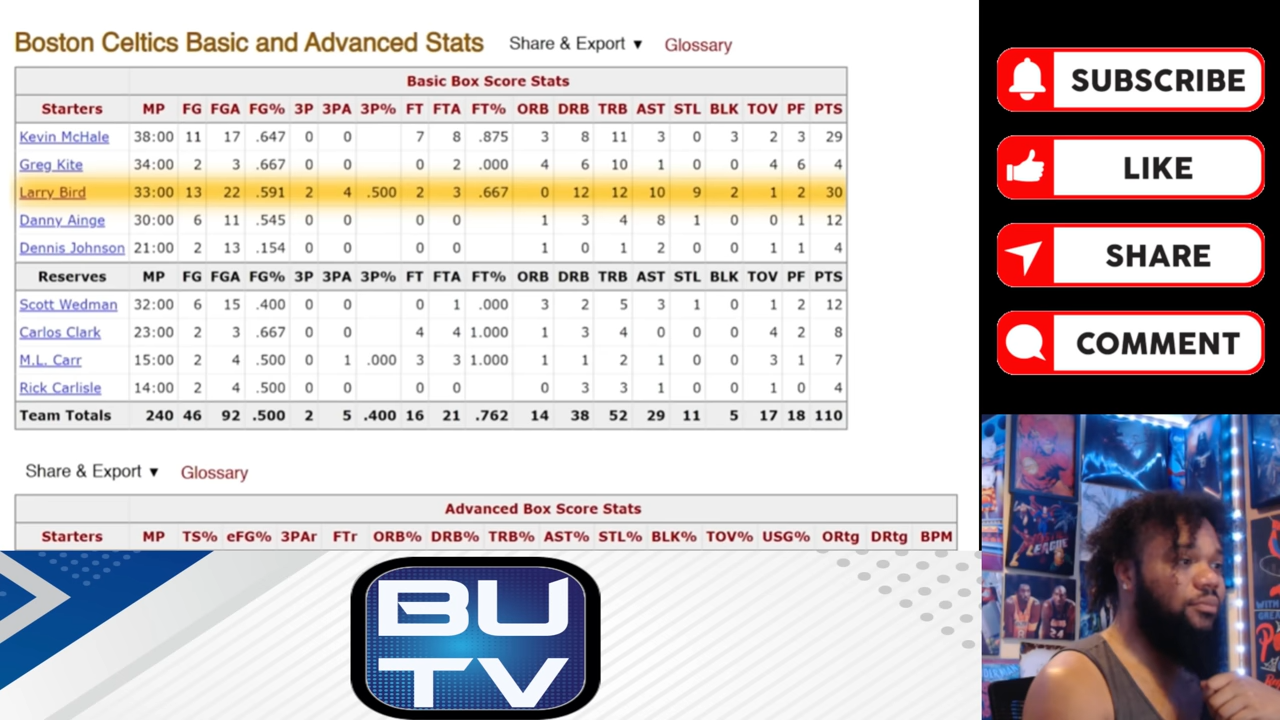 Boston Celtics Basic and Advanced Stats Share & Export ▼ Glossary
Basic Box Score Stats
Starters MP FG FGA FG% 3P 3PA 3P% FT FTA FT% ORB DRB TRB AST STL BLK TOV PF PTS
Kevin McHale 38:00 11 17 .647 0 0 7 8 .875 3 8 11 3 0 3 2 3 29
Greg Kite 34:00 2 3 .667 0 0 0 2 .000 4 6 10 1 0 0 4 6 4
Larry Bird 33:00 13 22 .591 2 4 .500 2 3 .667 0 12 12 10 9 2 1 2 30
Danny Ainge 30:00 6 11 .545 0 0 0 0 1 3 4 8 1 0 0 1 12
Dennis Johnson 21:00 2 13 .154 0 0 0 0 1 0 1 2 0 0 1 1 4
Reserves MP FG FGA FG% 3P 3PA 3P% FT FTA FT% ORB DRB TRB AST STL BLK TOV PF PTS
Scott Wedman 32:00 6 15 .400 0 0 0 1 .000 3 2 5 3 1 0 1 2 12
Carlos Clark 23:00 2 3 .667 0 0 4 4 1.000 1 3 4 0 0 0 4 2 8
M.L. Carr 15:00 2 4 .500 0 1 .000 3 3 1.000 1 1 2 1 0 0 3 1 7
Rick Carlisle 14:00 2 4 .500 0 0 0 0 0 3 3 1 0 0 1 0 4
Team Totals 240 46 92 .500 2 5 .400 16 21 .762 14 38 52 29 11 5 17 18 110
Share & Export ▼ Glossary
Advanced Box Score Stats
Starters MP TS% eFG% 3PAr FTr ORB% DRB% TRB% AST% STL% BLK% TOV% USG% ORtg DRtg BPM
BU
TV
SUBSCRIBE
LIKE
SHARE
COMMENT